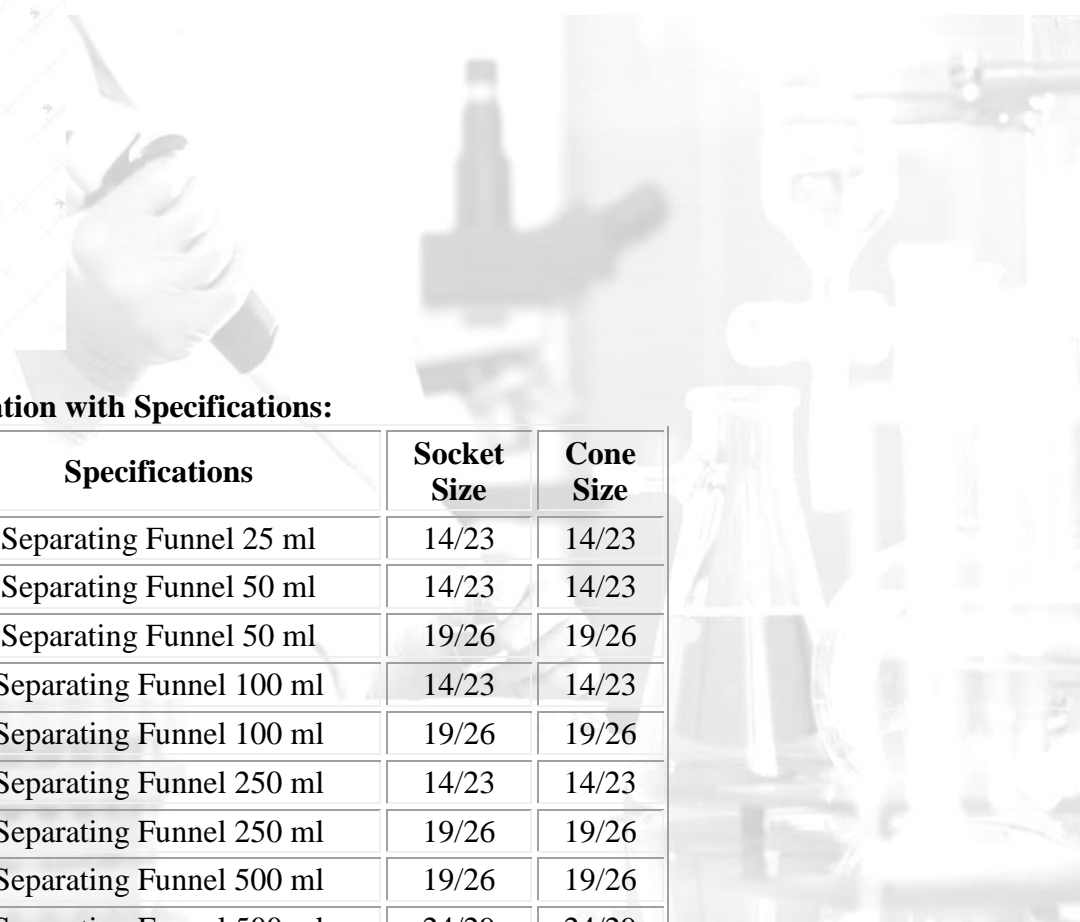 with Specifications:
Specifications Socket Size Cone Size
Separating Funnel 25 ml 14/23 14/23
Separating Funnel 50 ml 14/23 14/23
Separating Funnel 50 ml 19/26 19/26
Separating Funnel 100 ml 14/23 14/23
Separating Funnel 100 ml 19/26 19/26
Separating Funnel 250 ml 14/23 14/23
Separating Funnel 250 ml 19/26 19/26
Separating Funnel 500 ml 19/26 19/26